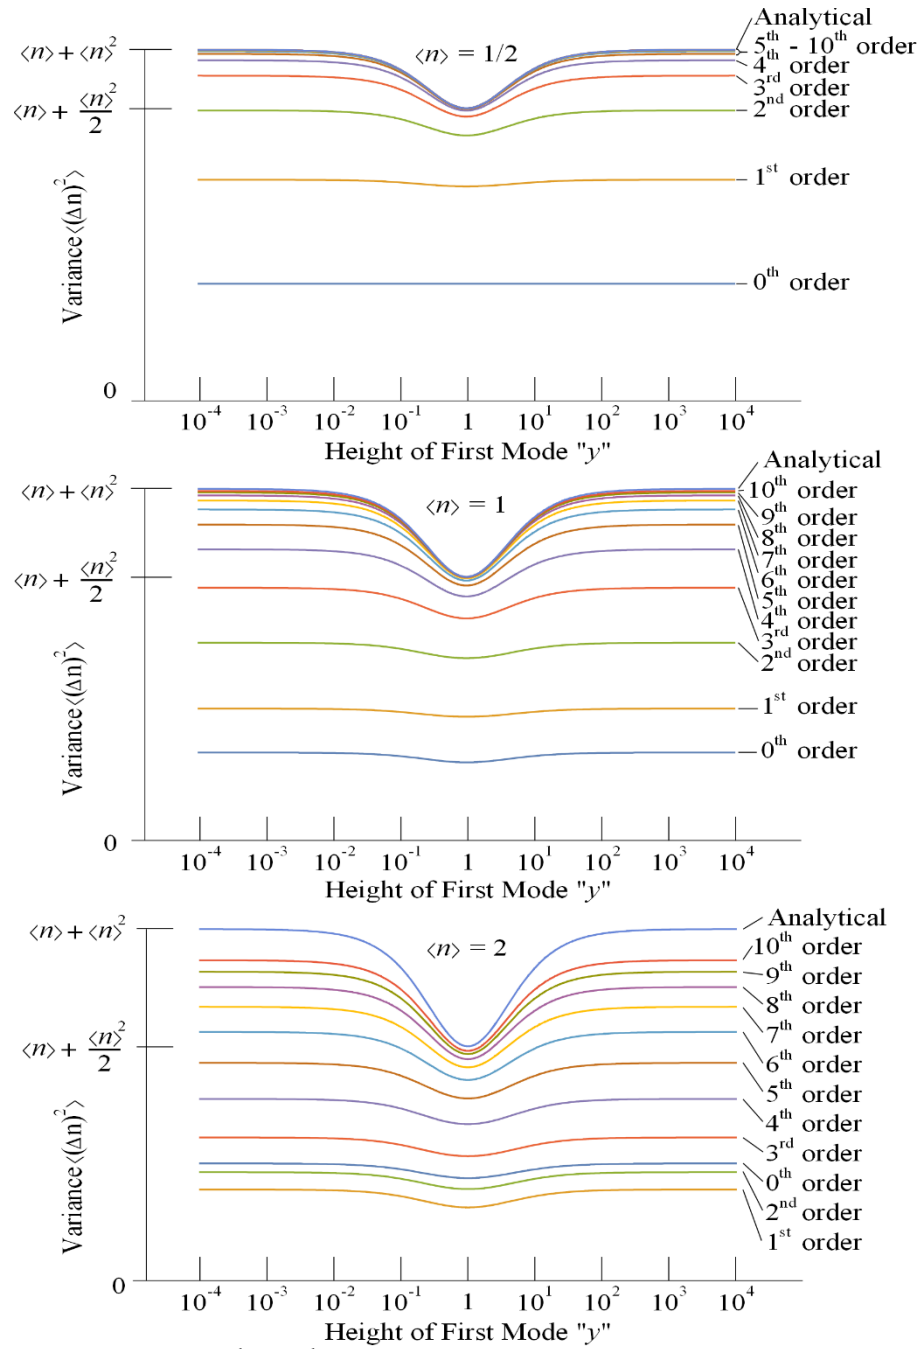 Analytical
⟨n⟩ + ⟨n⟩²
⟨n⟩ = 1/2
5th - 10th order
4th order
3rd order
⟨n⟩ + ⟨n⟩²/2
2nd order
1st order
Variance⟨(Δn)²⟩
0th order
0
10⁻⁴ 10⁻³ 10⁻² 10⁻¹ 1 10¹ 10² 10³ 10⁴
Height of First Mode "y"
Analytical
⟨n⟩ + ⟨n⟩²
⟨n⟩ = 1
10th order
9th order
8th order
7th order
⟨n⟩ + ⟨n⟩²/2
6th order
5th order
4th order
3rd order
2nd order
1st order
Variance⟨(Δn)²⟩
0th order
0
10⁻⁴ 10⁻³ 10⁻² 10⁻¹ 1 10¹ 10² 10³ 10⁴
Height of First Mode "y"
Analytical
⟨n⟩ + ⟨n⟩²
⟨n⟩ = 2
10th order
9th order
8th order
7th order
⟨n⟩ + ⟨n⟩²/2
6th order
5th order
4th order
3rd order
0th order
2nd order
1st order
Variance⟨(Δn)²⟩
0
10⁻⁴ 10⁻³ 10⁻² 10⁻¹ 1 10¹ 10² 10³ 10⁴
Height of First Mode "y"